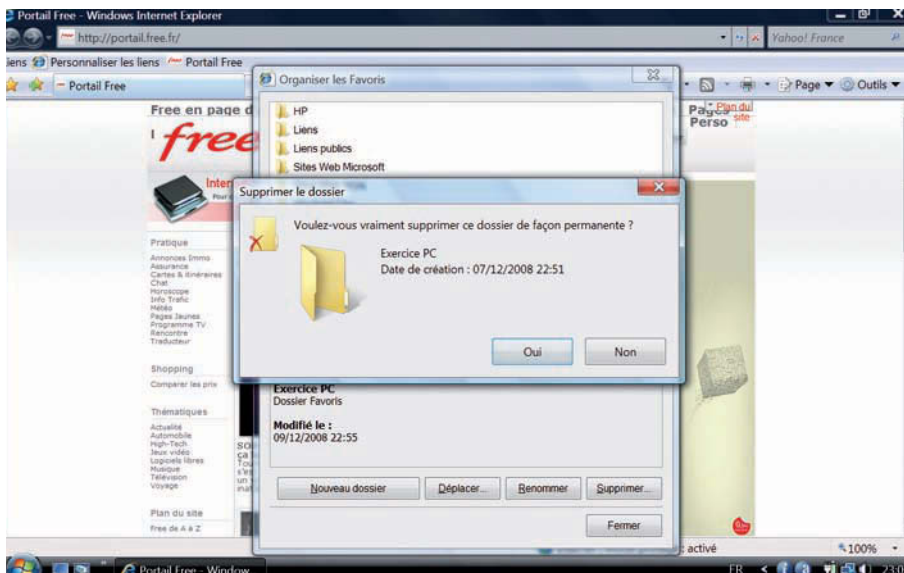 Portail Free - Windows Internet Explorer
http://portail.free.fr/
Yahoo! France
iens Personnaliser les liens Portail Free
Portail Free
Page Outils
Organiser les Favoris
Free en page d
Pages Perso
Plan du site
free
HP
Liens
Liens publics
Sites Web Microsoft
Inter
Supprimer le dossier
Voulez-vous vraiment supprimer ce dossier de façon permanente ?
Exercice PC
Date de création : 07/12/2008 22:51
Oui Non
Pratique
Annonces Immo
Assurance
Cartes & itinéraires
Chat
Horoscope
Info Trafic
Météo
Pages Jaunes
Programme TV
Rencontre
Traducteur
Shopping
Comparer les prix
Thématiques
Actualité
Automobile
High-Tech
Jeux vidéo
Logiciels libres
Musique
Télévision
Voyage
Plan du site
Free de A à Z
Exercice PC
Dossier Favoris
Modifié le :
09/12/2008 22:55
Nouveau dossier Déplacer... Renommer Supprimer...
Fermer
: activé
100%
Portail Free - Window...
FR
23:0